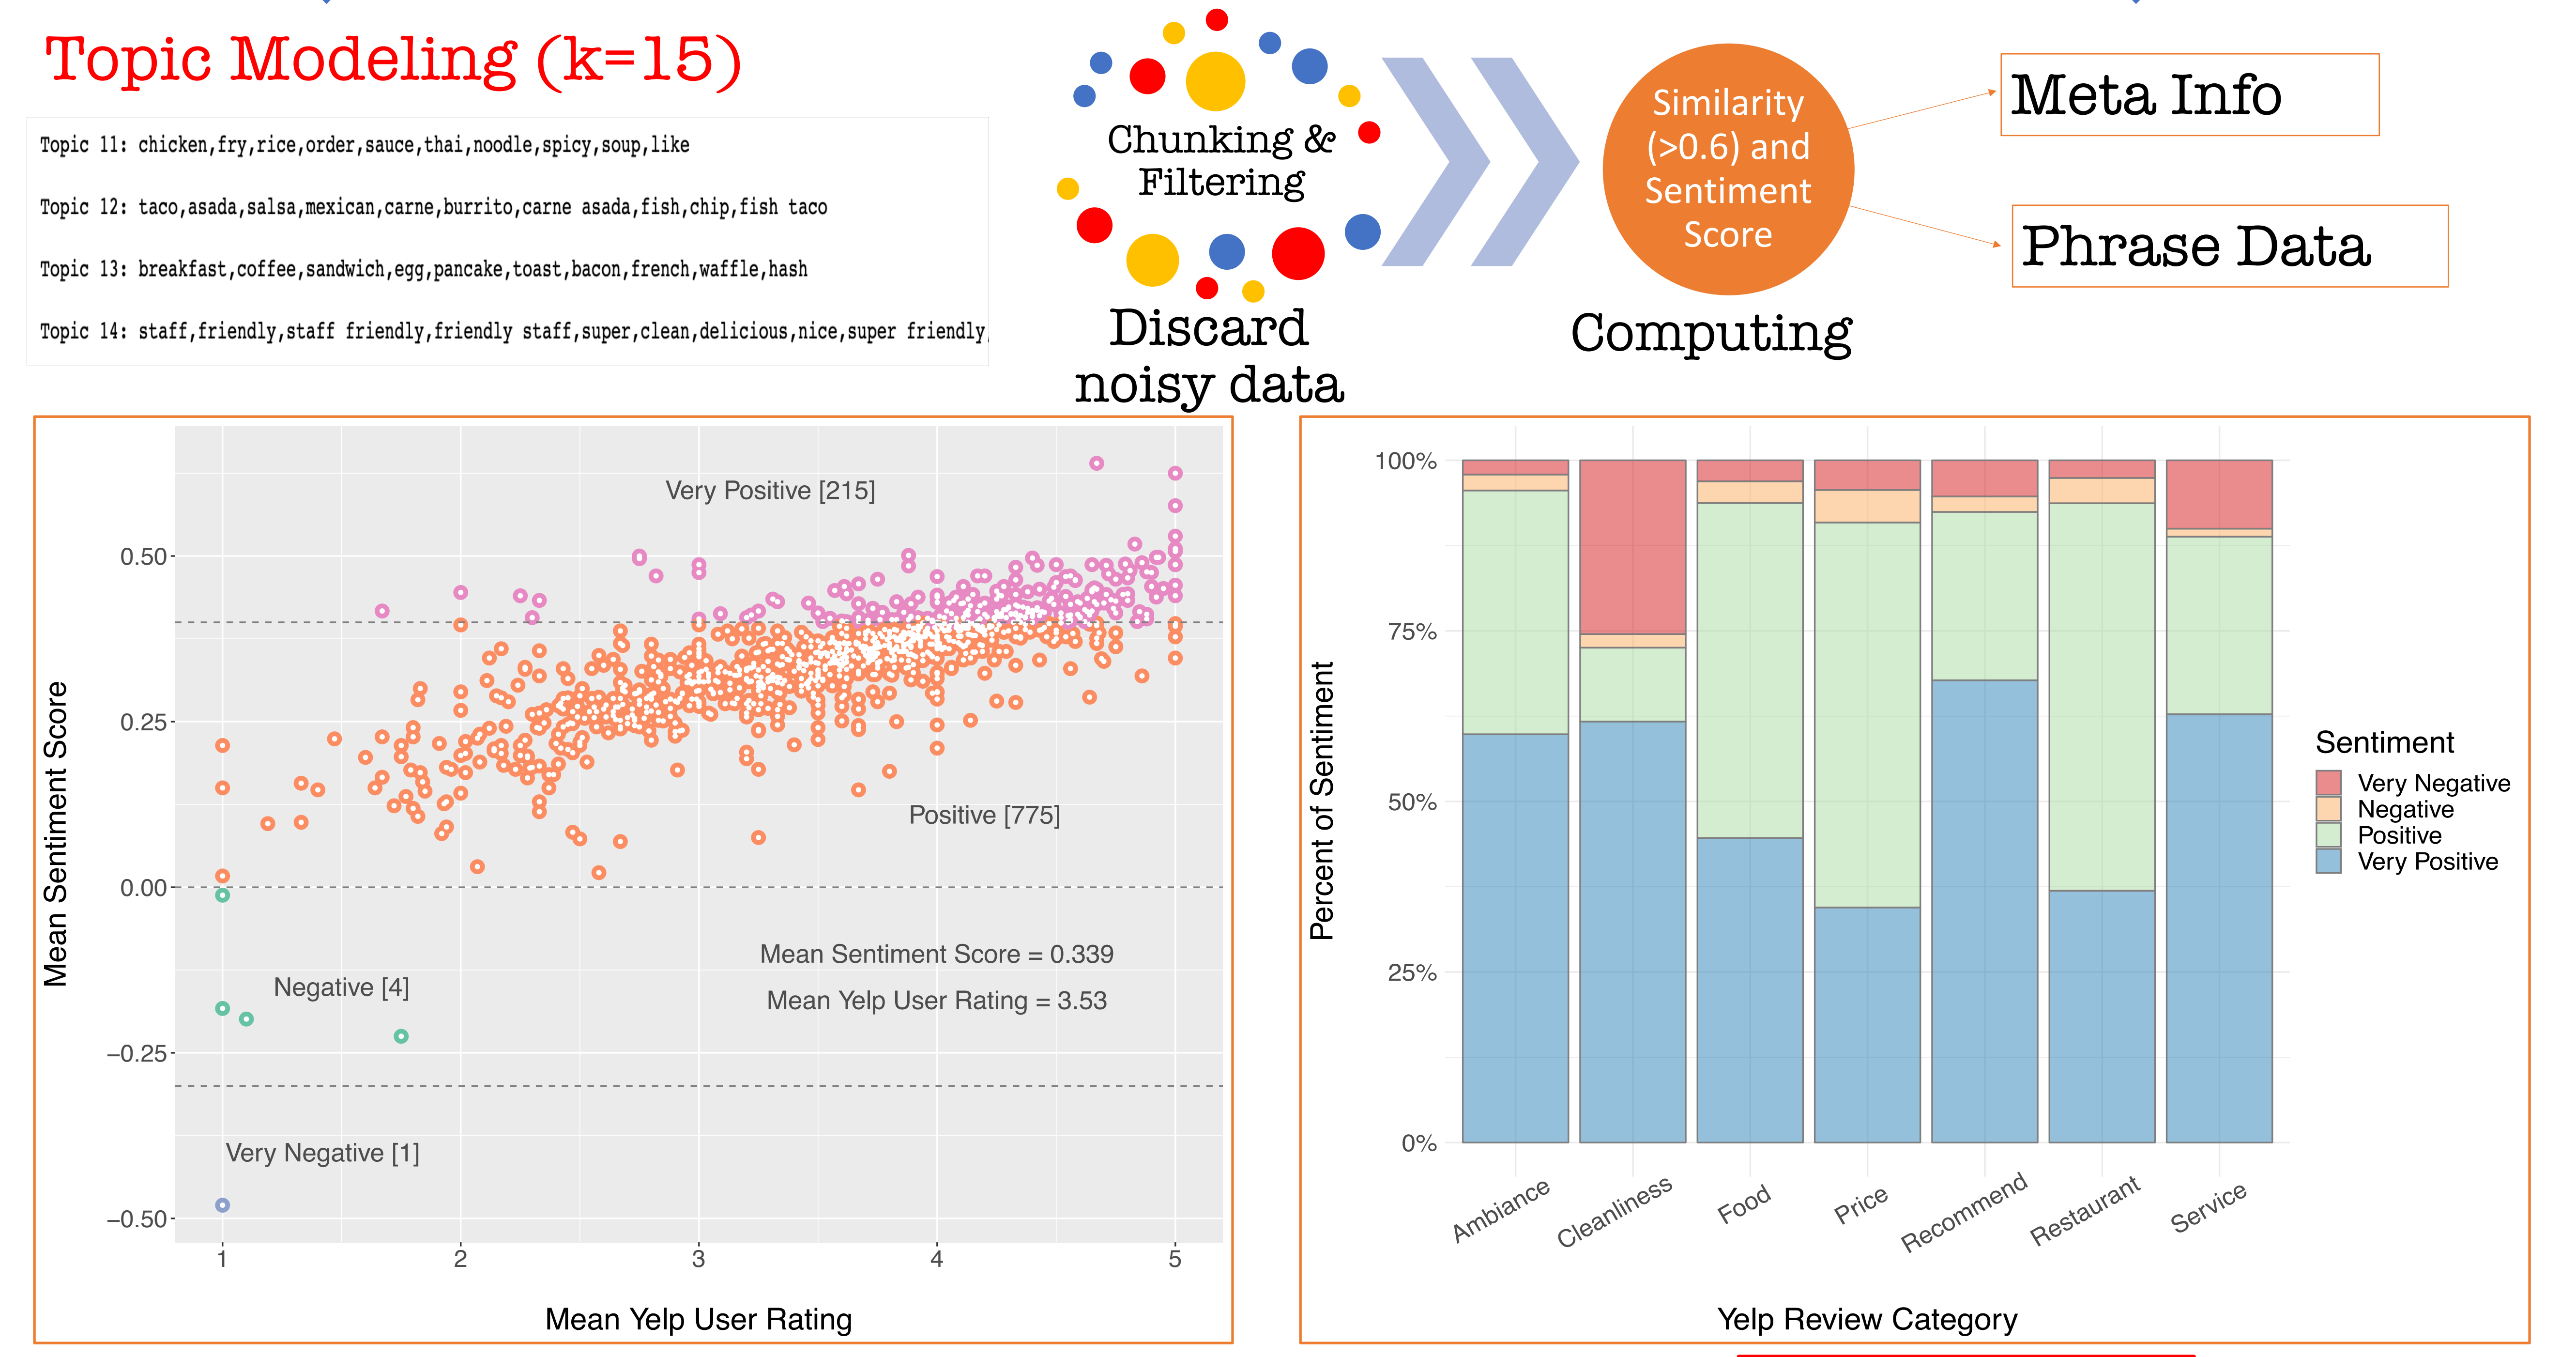 Topic Modeling (k=15)
Topic 11: chicken,fry,rice,order,sauce,thai,noodle,spicy,soup,like
Topic 12: taco,asada,salsa,mexican,carne,burrito,carne asada,fish,chip,fish taco
Topic 13: breakfast,coffee,sandwich,egg,pancake,toast,bacon,french,waffle,hash
Topic 14: staff,friendly,staff friendly,friendly staff,super,clean,delicious,nice,super friendly,
Chunking &
Filtering
Discard
noisy data
Similarity
(>0.6) and
Sentiment
Score
Computing
Meta Info
Phrase Data
Mean Sentiment Score
0.50
0.25
0.00
−0.25
−0.50
Very Positive [215]
Positive [775]
Mean Sentiment Score = 0.339
Mean Yelp User Rating = 3.53
Negative [4]
Very Negative [1]
1 2 3 4 5
Mean Yelp User Rating
Percent of Sentiment
100%
75%
50%
25%
0%
Ambiance Cleanliness Food Price Recommend Restaurant Service
Yelp Review Category
Sentiment
Very Negative
Negative
Positive
Very Positive